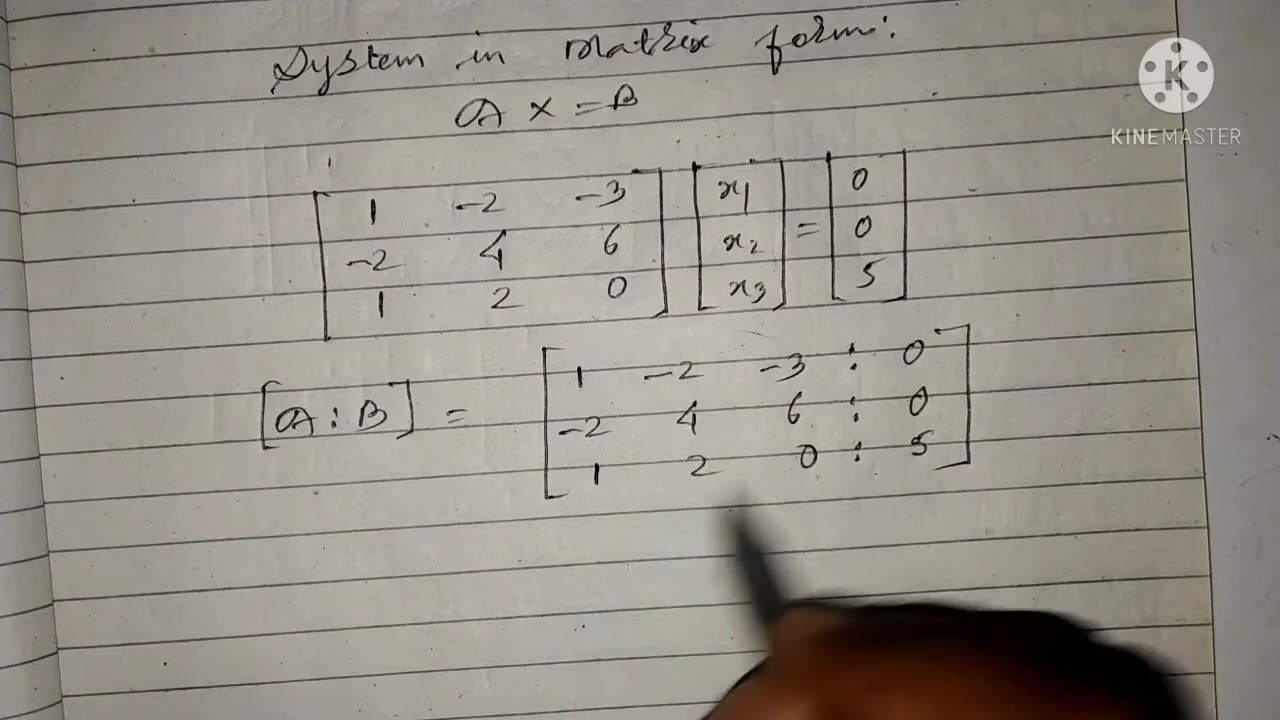 System in matrix form:
A x = B
[1 -2 -3] [x1] = [0]
[-2 4 6] [x2] = [0]
[1 2 0] [x3] = [5]
[A : B] =
[1 -2 -3 : 0]
[-2 4 6 : 0]
[1 2 0 : 5]
K
KINEMASTER